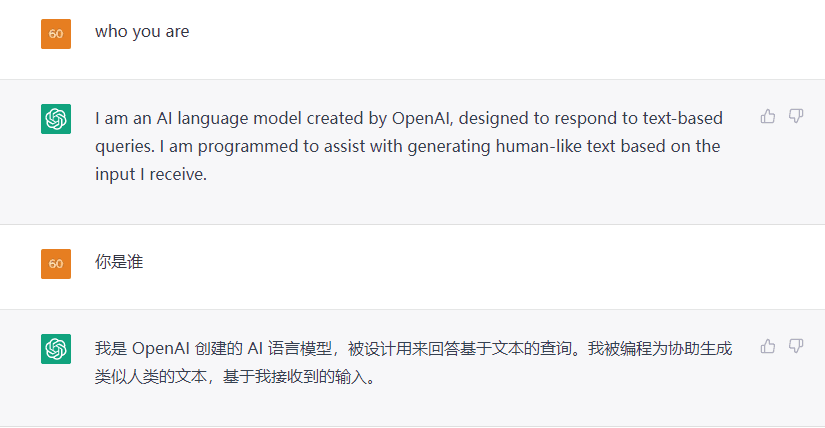 60
who you are
I am an AI language model created by OpenAI, designed to respond to text-based
queries. I am programmed to assist with generating human-like text based on the
input I receive.
60
你是谁
我是 OpenAI 创建的 AI 语言模型，被设计用来回答基于文本的查询。我被编程为协助生成
类似人类的文本，基于我接收到的输入。